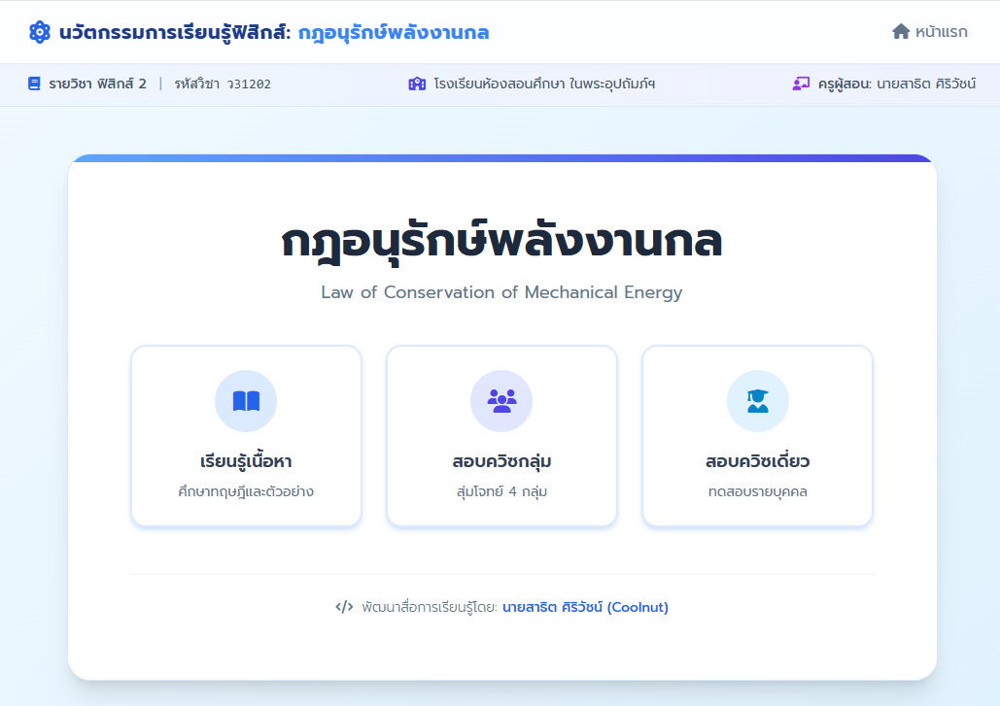 นวัตกรรมการเรียนรู้ฟิสิกส์: กฎอนุรักษ์พลังงานกล
หน้าแรก
รายวิชา ฟิสิกส์ 2 | รหัสวิชา ว31202
โรงเรียนห้องสอนศึกษา ในพระอุปถัมภ์ฯ
ครูผู้สอน: นายสาธิต ศิริวัชน์
กฎอนุรักษ์พลังงานกล
Law of Conservation of Mechanical Energy
เรียนรู้เนื้อหา
ศึกษาทฤษฎีและตัวอย่าง
สอบควิซกลุ่ม
สุ่มโจทย์ 4 กลุ่ม
สอบควิซเดี่ยว
ทดสอบรายบุคคล
</> พัฒนาสื่อการเรียนรู้โดย: นายสาธิต ศิริวัชน์ (Coolnut)